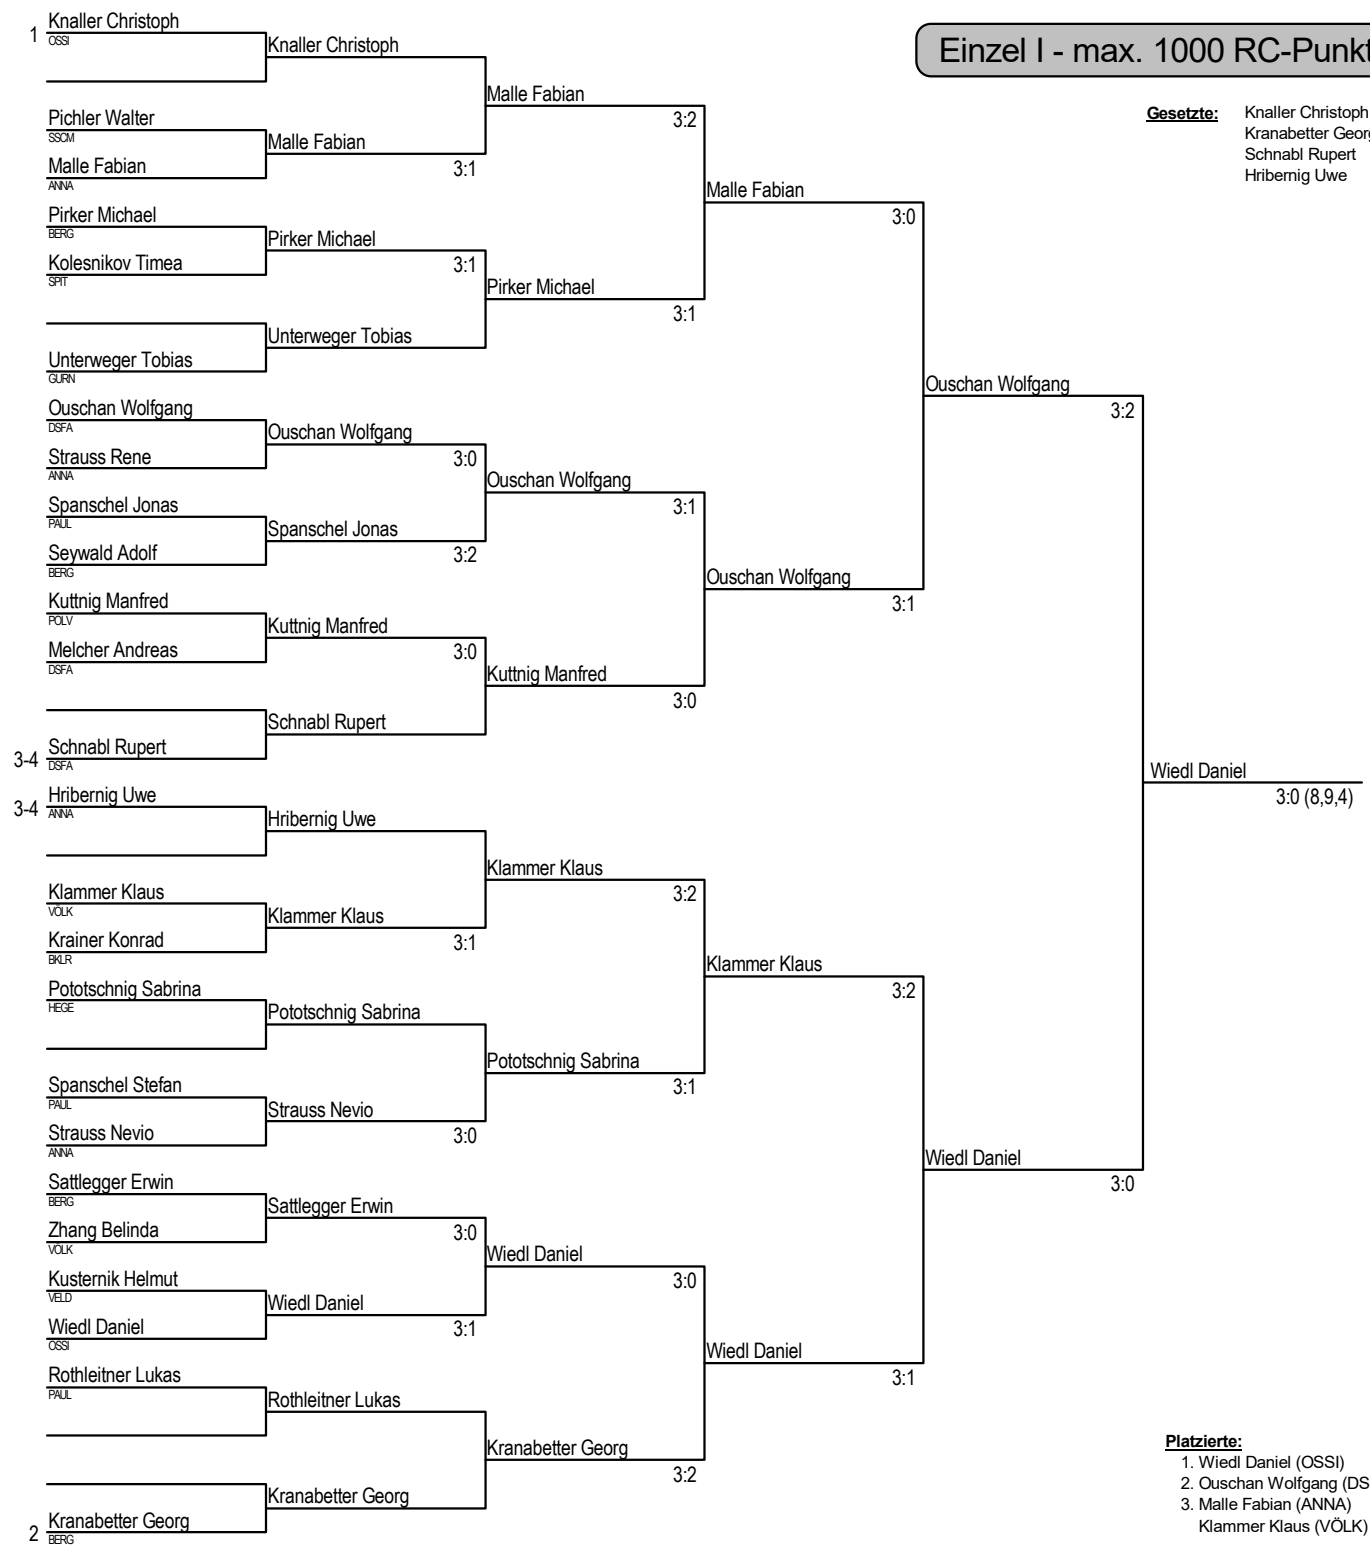 Einzel I - max. 1000 RC-Punkt
Gesetzte: Knaller Christoph
Kranabetter Georg
Schnabl Rupert
Hribernig Uwe
1 Knaller Christoph
OSSI
Pichler Walter
SSCM
Malle Fabian
ANNA
Pirker Michael
BERG
Kolesnikov Timea
SPIT
Unterweger Tobias
GURN
Ouschan Wolfgang
DSFA
Strauss Rene
ANNA
Spanschel Jonas
PAUL
Seywald Adolf
BERG
Kuttnig Manfred
POLV
Melcher Andreas
DSFA
3-4 Schnabl Rupert
DSFA
3-4 Hribernig Uwe
ANNA
Klammer Klaus
VÖLK
Krainer Konrad
BKLR
Pototschnig Sabrina
HEGE
Spanschel Stefan
PAUL
Strauss Nevio
ANNA
Sattlegger Erwin
BERG
Zhang Belinda
VÖLK
Kusternik Helmut
VELD
Wiedl Daniel
OSSI
Rothleitner Lukas
PAUL
2 Kranabetter Georg
BERG
Knaller Christoph
Malle Fabian
3:1
Pirker Michael
3:1
Unterweger Tobias
Ouschan Wolfgang
3:0
Spanschel Jonas
3:2
Kuttnig Manfred
3:0
Schnabl Rupert
Hribernig Uwe
Klammer Klaus
3:1
Pototschnig Sabrina
Strauss Nevio
3:0
Sattlegger Erwin
3:0
Wiedl Daniel
3:1
Rothleitner Lukas
Kranabetter Georg
Malle Fabian
3:2
Pirker Michael
3:1
Ouschan Wolfgang
3:1
Kuttnig Manfred
3:0
Klammer Klaus
3:2
Pototschnig Sabrina
3:1
Wiedl Daniel
3:0
Kranabetter Georg
3:2
Malle Fabian
3:0
Ouschan Wolfgang
3:1
Klammer Klaus
3:2
Wiedl Daniel
3:1
Ouschan Wolfgang
3:2
Wiedl Daniel
3:0
Wiedl Daniel
3:0 (8,9,4)
Platzierte:
1. Wiedl Daniel (OSSI)
2. Ouschan Wolfgang (DS
3. Malle Fabian (ANNA)
Klammer Klaus (VÖLK)